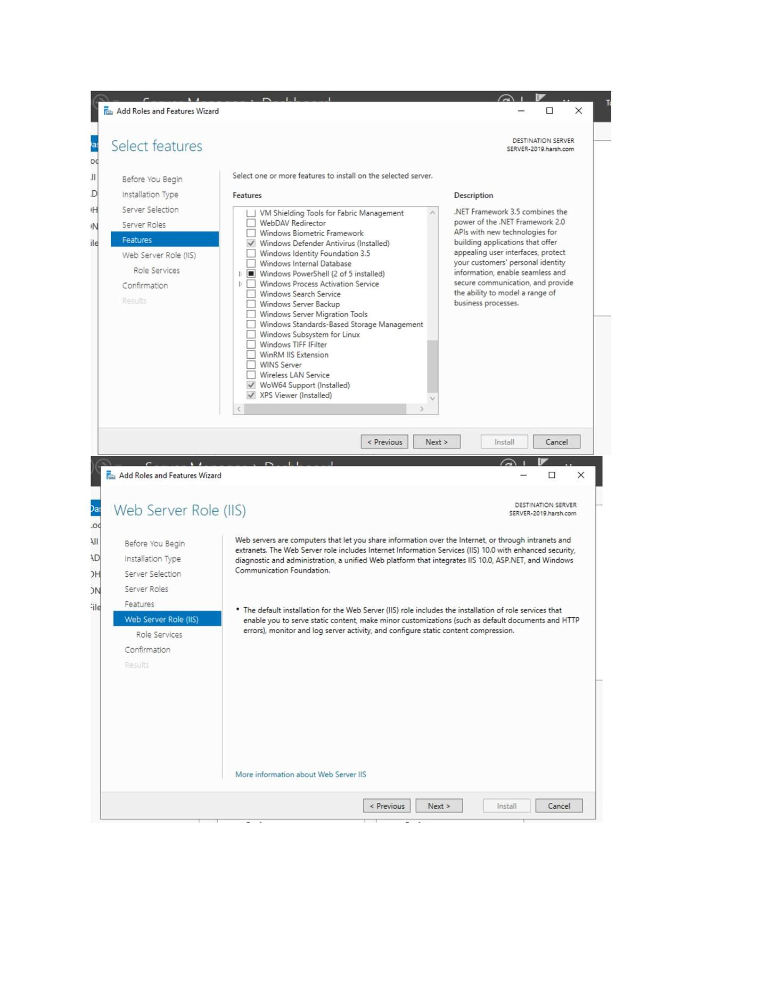 Server Manager › Dashboard
Add Roles and Features Wizard
Select features
DESTINATION SERVER
SERVER-2019.harsh.com
Before You Begin
Installation Type
Server Selection
Server Roles
Features
Web Server Role (IIS)
Role Services
Confirmation
Results
Select one or more features to install on the selected server.
Features
VM Shielding Tools for Fabric Management
WebDAV Redirector
Windows Biometric Framework
Windows Defender Antivirus (Installed)
Windows Identity Foundation 3.5
Windows Internal Database
Windows PowerShell (2 of 5 installed)
Windows Process Activation Service
Windows Search Service
Windows Server Backup
Windows Server Migration Tools
Windows Standards-Based Storage Management
Windows Subsystem for Linux
Windows TIFF IFilter
WinRM IIS Extension
WINS Server
Wireless LAN Service
WoW64 Support (Installed)
XPS Viewer (Installed)
Description
.NET Framework 3.5 combines the
power of the .NET Framework 2.0
APIs with new technologies for
building applications that offer
appealing user interfaces, protect
your customers' personal identity
information, enable seamless and
secure communication, and provide
the ability to model a range of
business processes.
< Previous
Next >
Install
Cancel
Server Manager › Dashboard
Add Roles and Features Wizard
Web Server Role (IIS)
DESTINATION SERVER
SERVER-2019.harsh.com
Before You Begin
Installation Type
Server Selection
Server Roles
Features
Web Server Role (IIS)
Role Services
Confirmation
Results
Web servers are computers that let you share information over the Internet, or through intranets and
extranets. The Web Server role includes Internet Information Services (IIS) 10.0 with enhanced security,
diagnostic and administration, a unified Web platform that integrates IIS 10.0, ASP.NET, and Windows
Communication Foundation.
• The default installation for the Web Server (IIS) role includes the installation of role services that
enable you to serve static content, make minor customizations (such as default documents and HTTP
errors), monitor and log server activity, and configure static content compression.
More information about Web Server IIS
< Previous
Next >
Install
Cancel